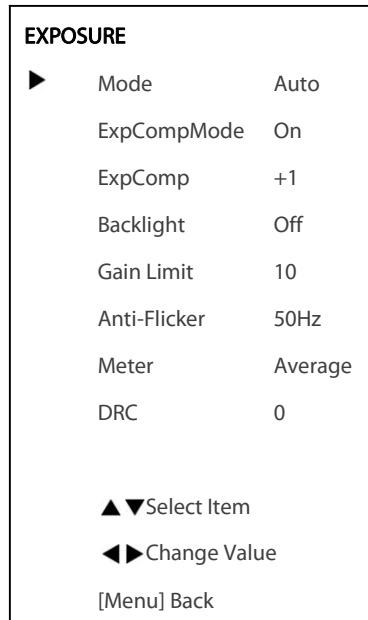 EXPOSURE
▶ Mode Auto
ExpCompMode On
ExpComp +1
Backlight Off
Gain Limit 10
Anti-Flicker 50Hz
Meter Average
DRC 0
▲▼Select Item
◀▶Change Value
[Menu] Back